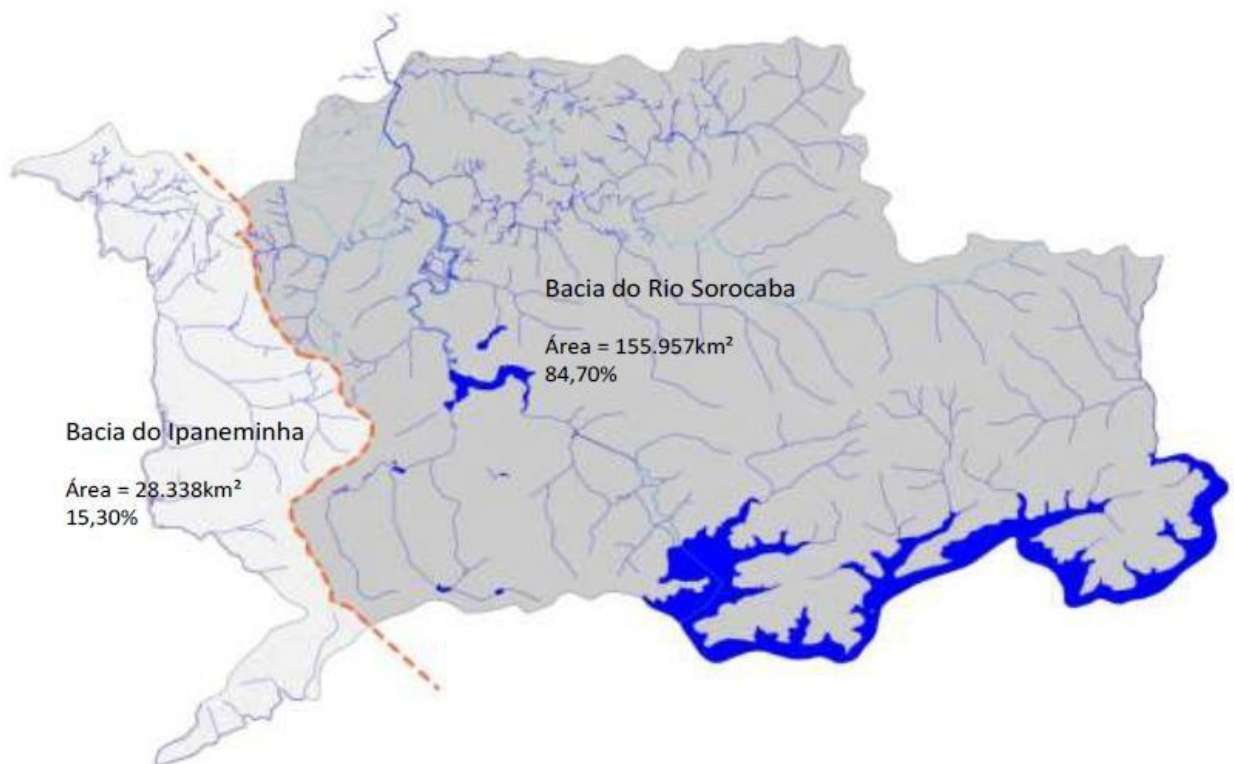 Bacia do Rio Sorocaba
Área = 155.957km²
84,70%
Bacia do Ipaneminha
Área = 28.338km²
15,30%